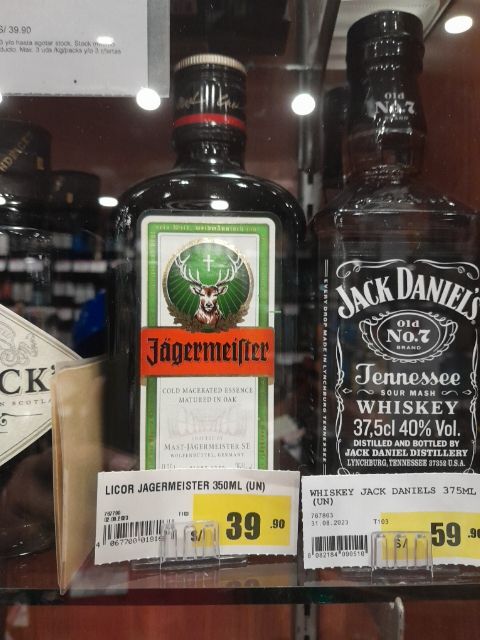 S/ 39.90
JACK DANIEL'S
Old
No.7
BRAND
Tennessee
SOUR MASH
WHISKEY
37.5cl 40% Vol.
DISTILLED AND BOTTLED BY
JACK DANIEL DISTILLERY
LYNCHBURG, TENNESSEE 37352 U.S.A.
EVERY DROP MADE IN LYNCHBURG TENNESSEE
Old
No.7
Jägermeister
COLD MACERATED ESSENCE
MATURED IN OAK
MAST-JÄGERMEISTER SE
WOLFENBÜTTEL, GERMANY
CK'
LICOR JAGERMEISTER 350ML (UN)
T103
S/ 39 .90
WHISKEY JACK DANIELS 375ML
(UN)
767863
31.08.2023
T103
S/ 59 .90